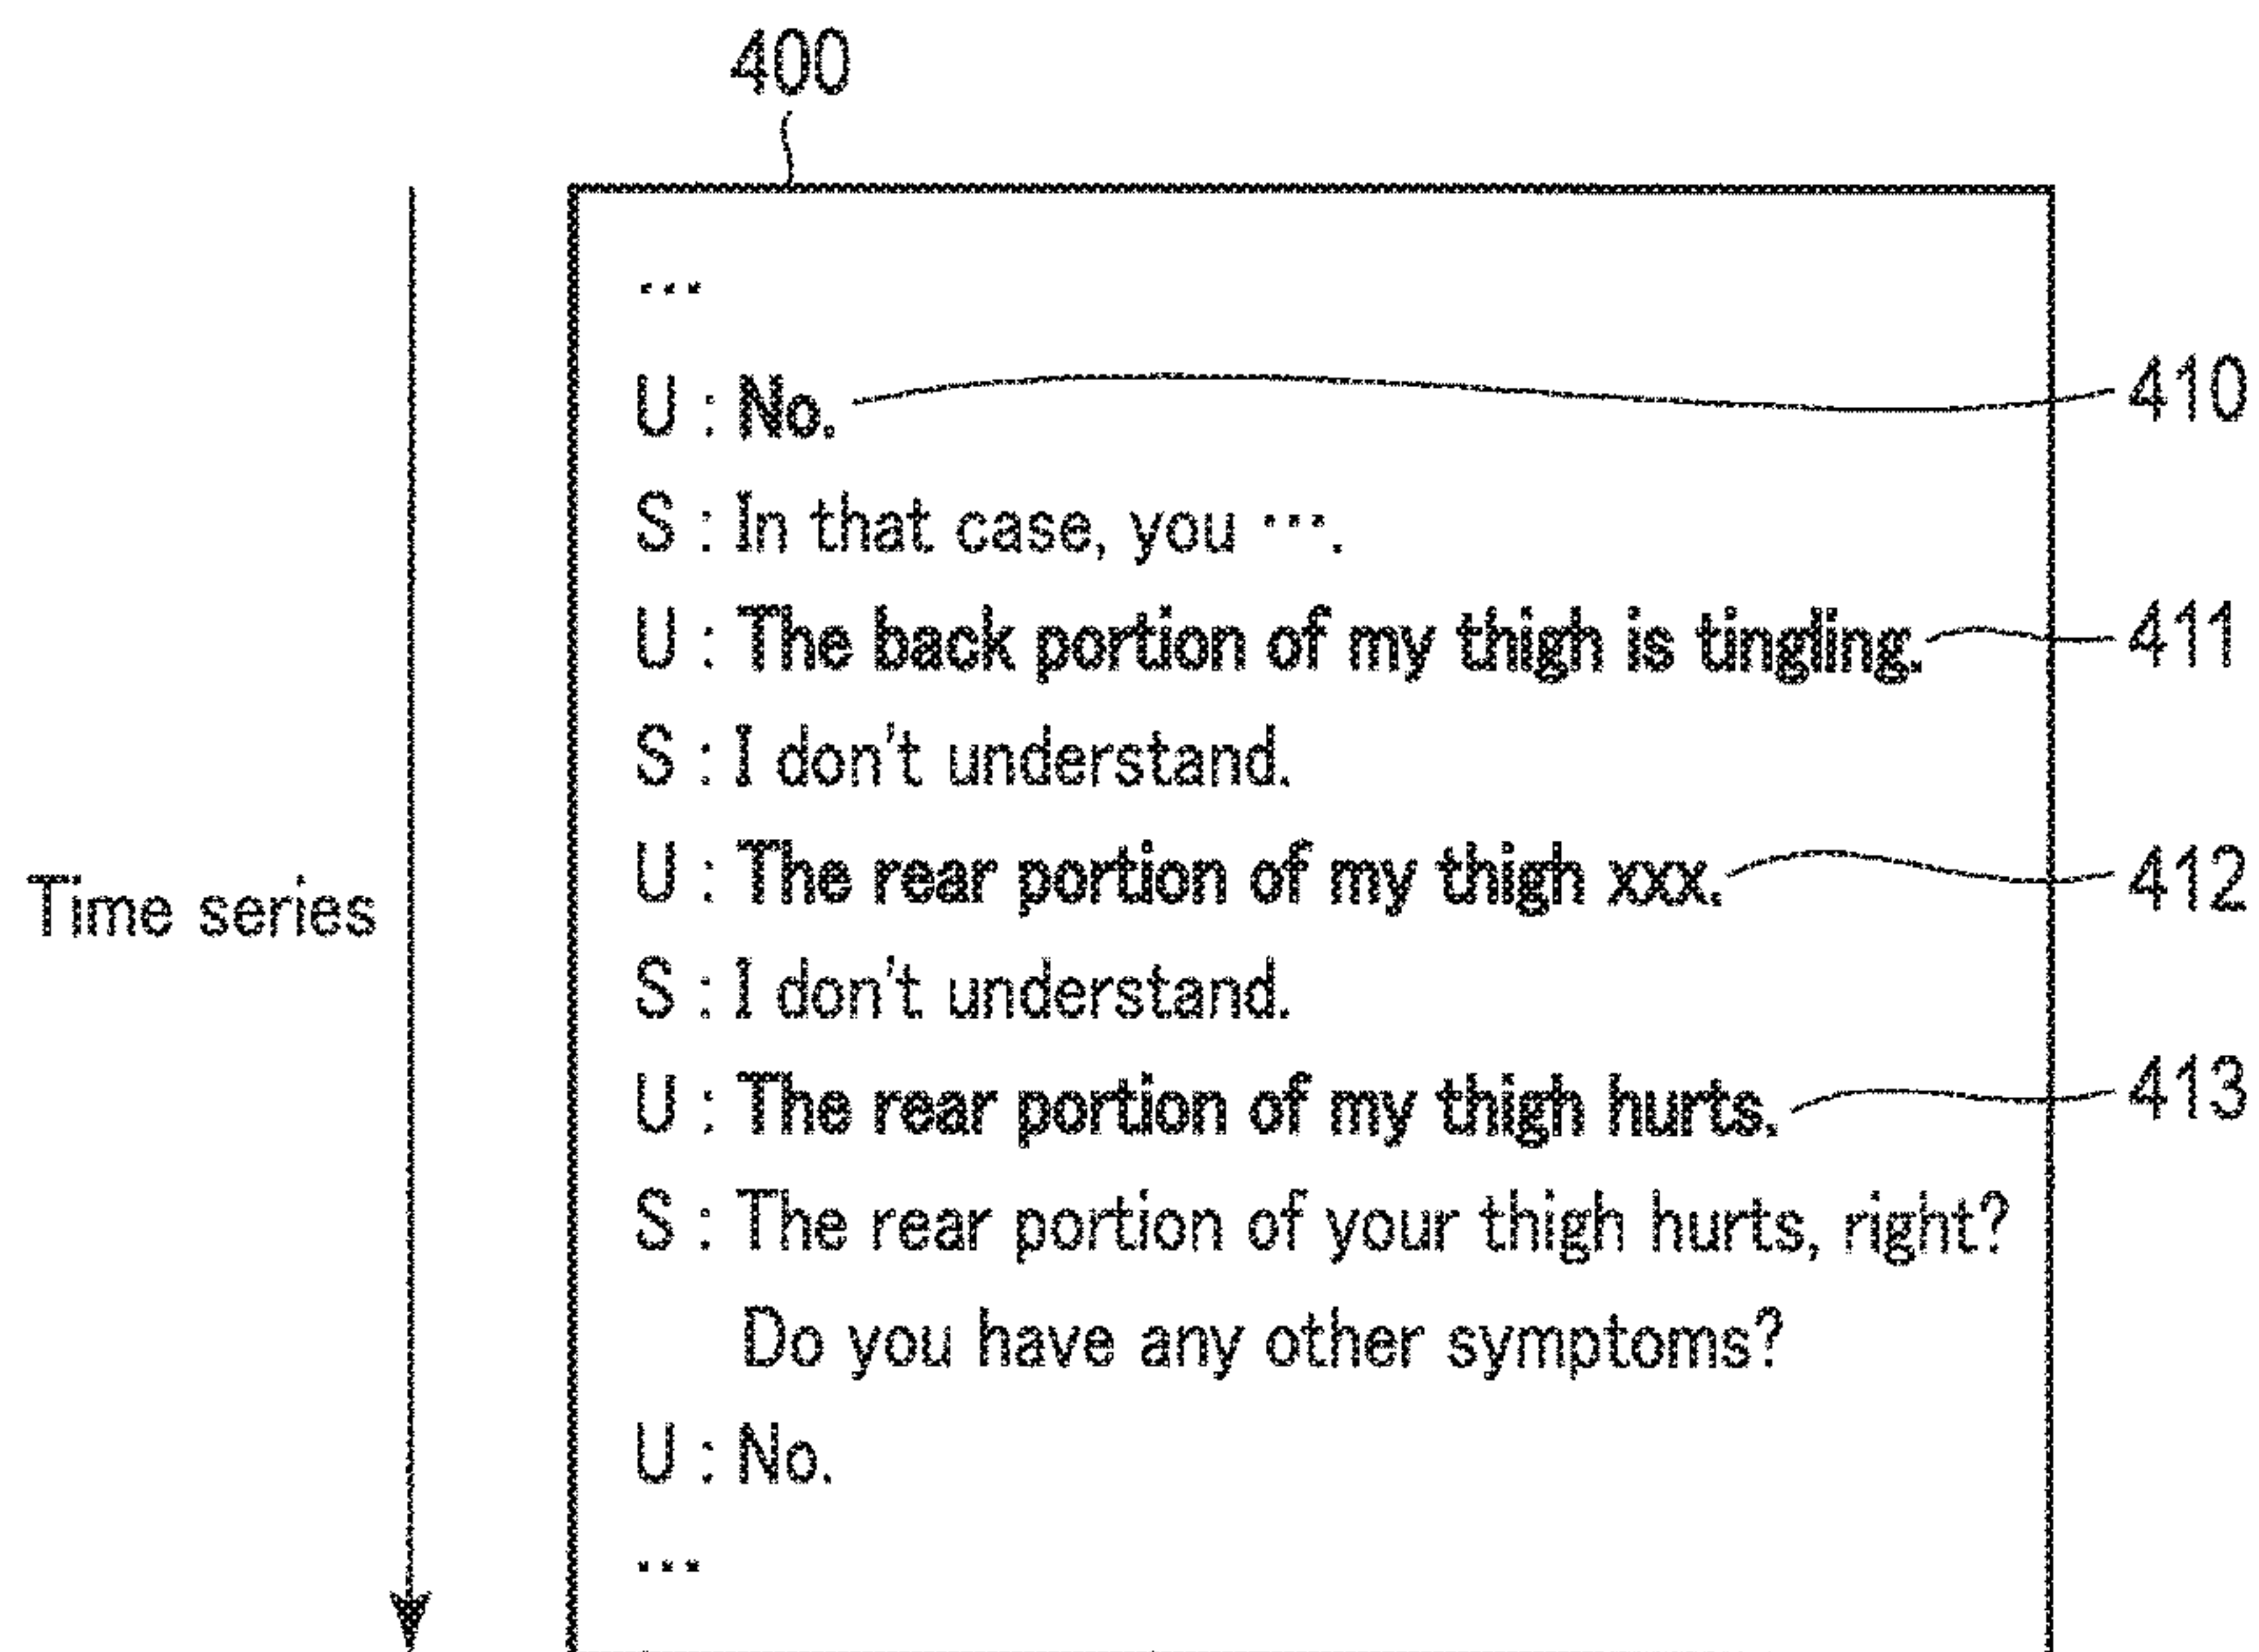 400
...
U : No. 410
S : In that case, you ....
U : The back portion of my thigh is tingling. 411
S : I don't understand.
U : The rear portion of my thigh xxx. 412
Time series
S : I don't understand.
U : The rear portion of my thigh hurts. 413
S : The rear portion of your thigh hurts, right?
Do you have any other symptoms?
U : No.
...